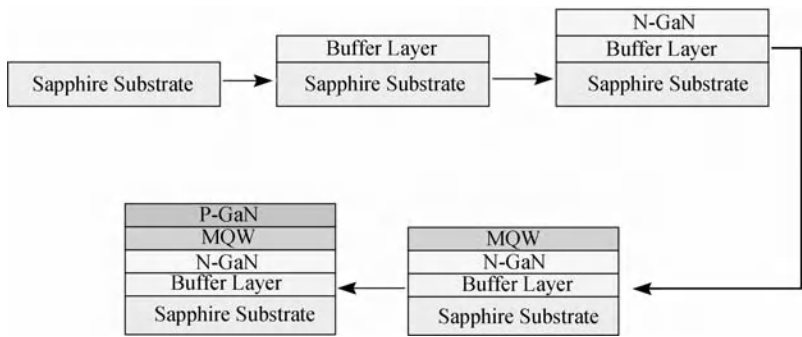 Sapphire Substrate
Buffer Layer
Sapphire Substrate
N-GaN
Buffer Layer
Sapphire Substrate
P-GaN
MQW
N-GaN
Buffer Layer
Sapphire Substrate
MQW
N-GaN
Buffer Layer
Sapphire Substrate